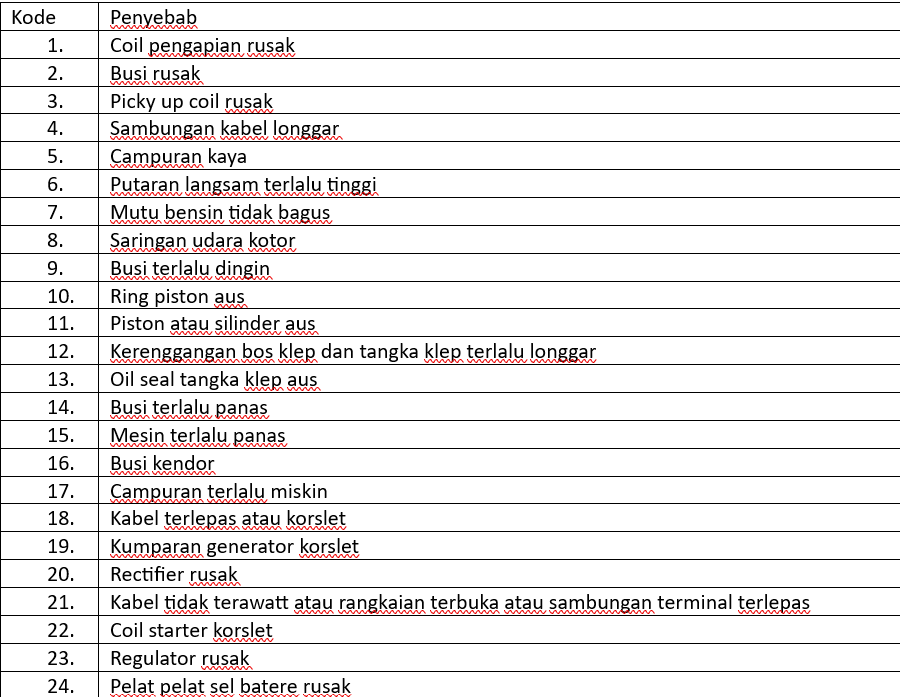 Kode Penyebab
1. Coil pengapian rusak
2. Busi rusak
3. Picky up coil rusak
4. Sambungan kabel longgar
5. Campuran kaya
6. Putaran langsam terlalu tinggi
7. Mutu bensin tidak bagus
8. Saringan udara kotor
9. Busi terlalu dingin
10. Ring piston aus
11. Piston atau silinder aus
12. Kerenggangan bos klep dan tangka klep terlalu longgar
13. Oil seal tangka klep aus
14. Busi terlalu panas
15. Mesin terlalu panas
16. Busi kendor
17. Campuran terlalu miskin
18. Kabel terlepas atau korslet
19. Kumparan generator korslet
20. Rectifier rusak
21. Kabel tidak terawatt atau rangkaian terbuka atau sambungan terminal terlepas
22. Coil starter korslet
23. Regulator rusak
24. Pelat pelat sel batere rusak